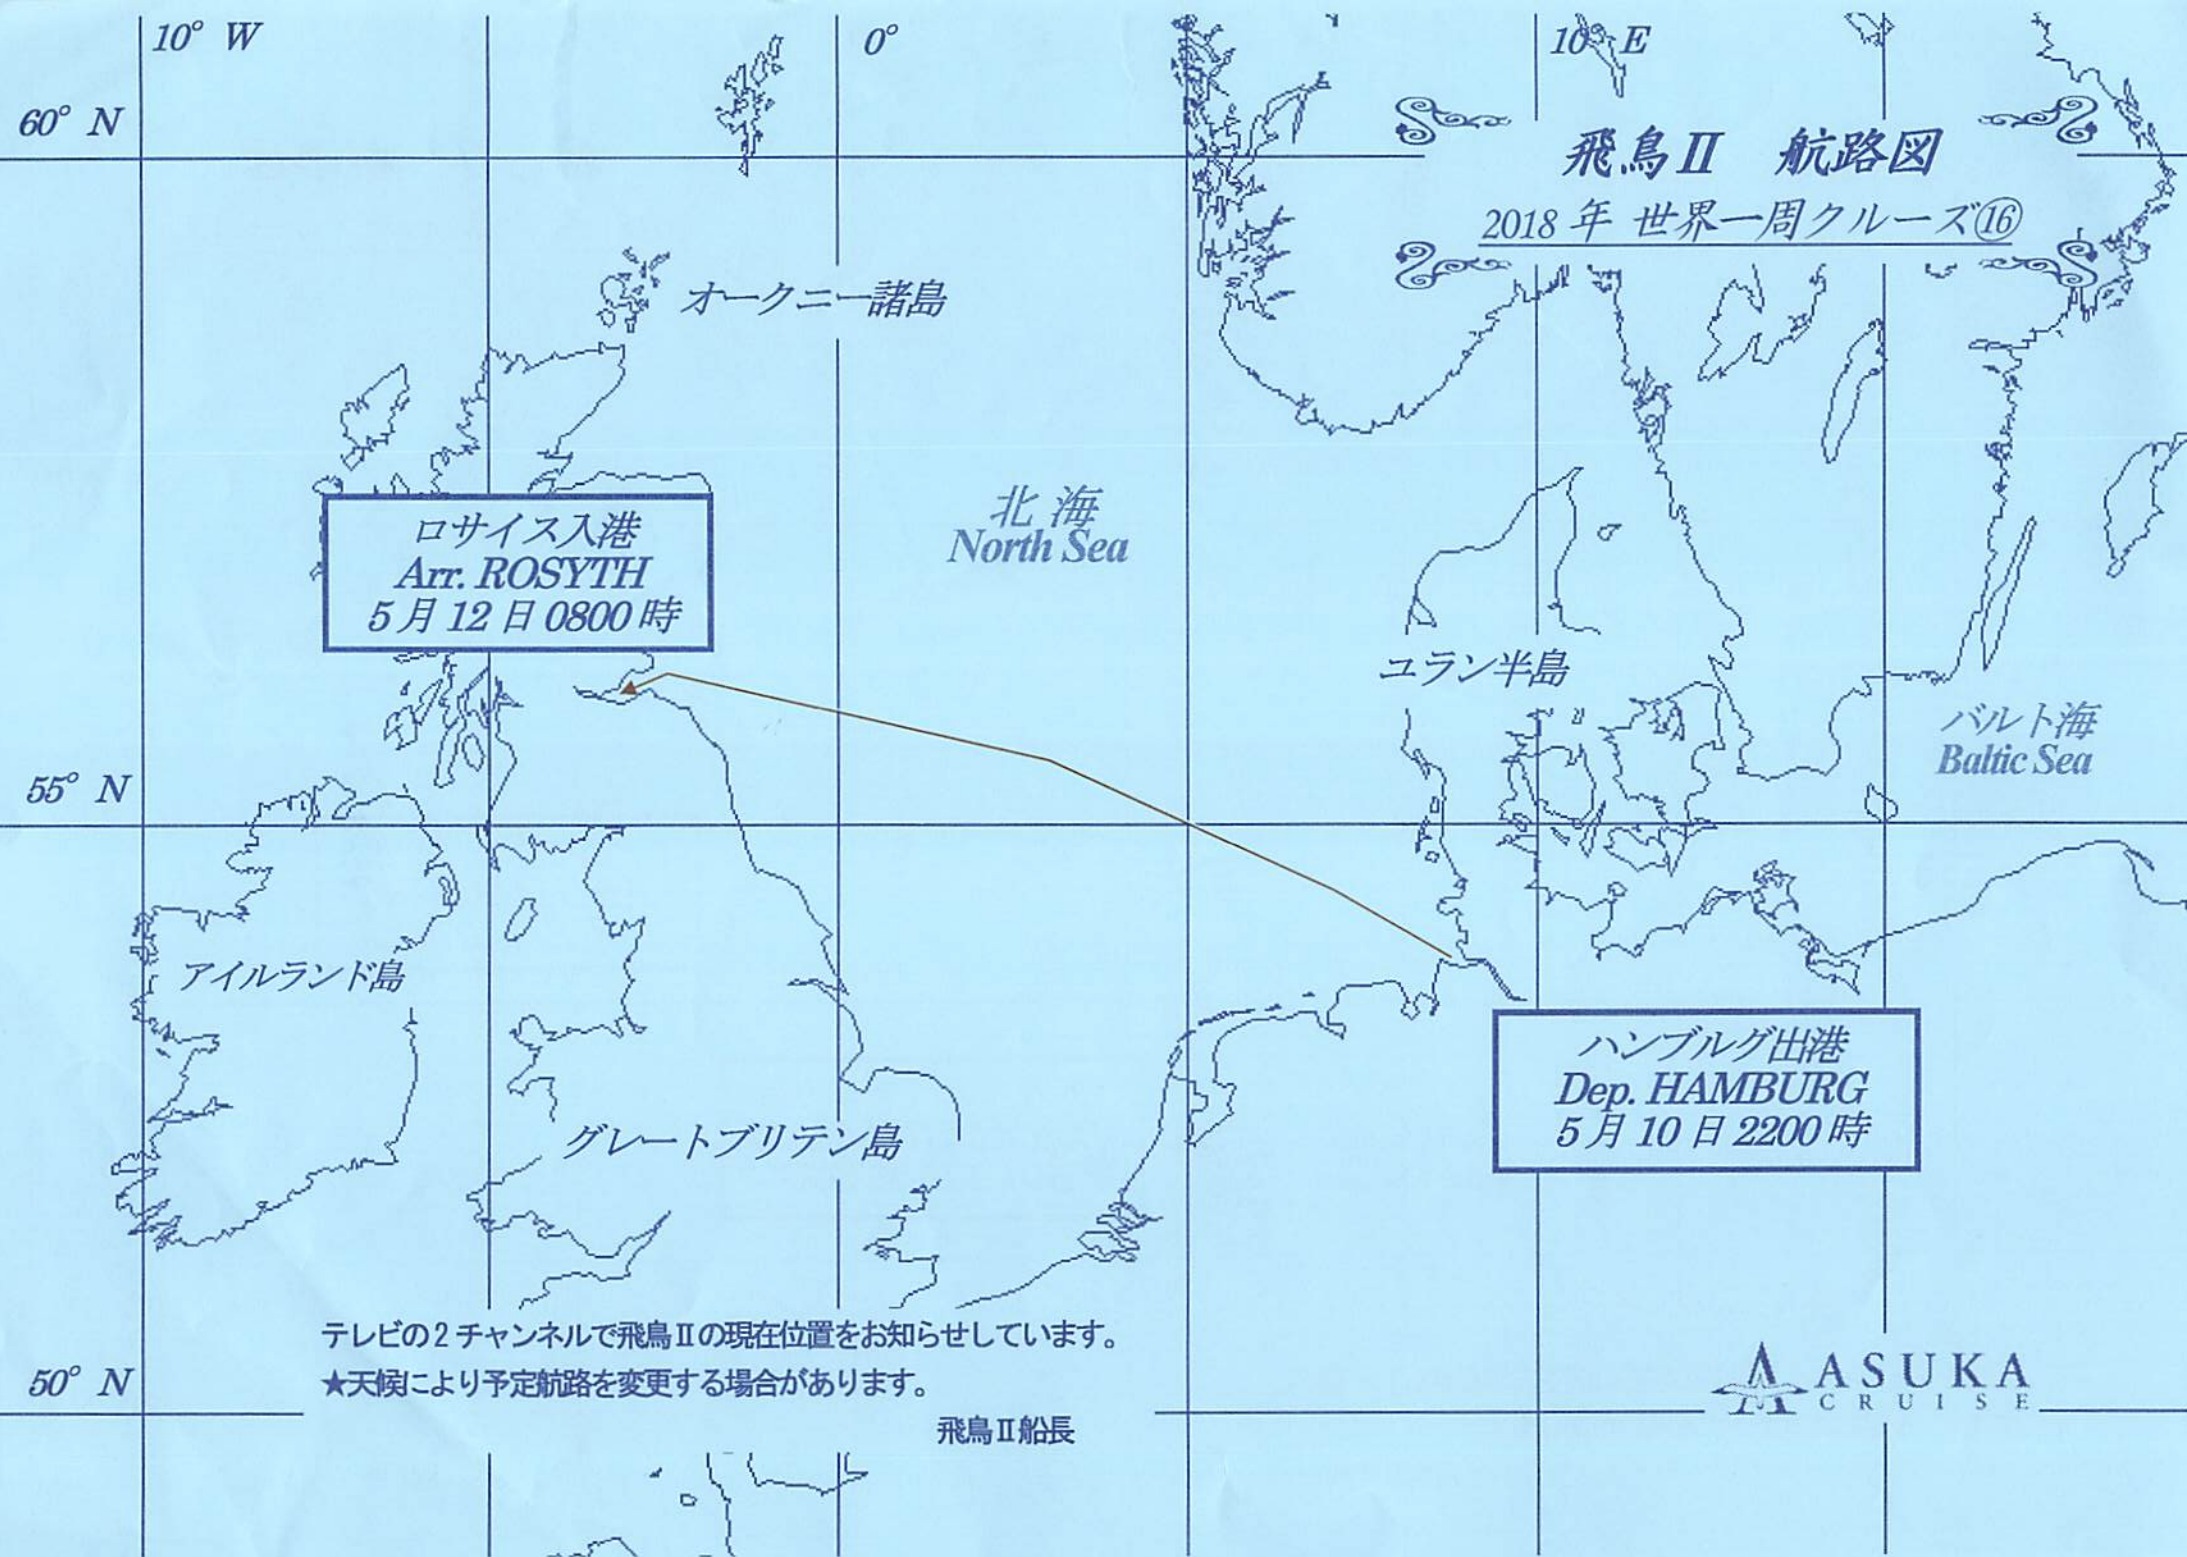 10° W
0°
10° E
60° N
飛鳥Ⅱ 航路図
2018 年 世界一周クルーズ⑯
オークニー諸島
北 海
North Sea
ロサイス入港
Arr. ROSYTH
5 月 12 日 0800 時
ユラン半島
バルト海
Baltic Sea
55° N
アイルランド島
ハンブルグ出港
Dep. HAMBURG
5 月 10 日 2200 時
グレートブリテン島
テレビの2チャンネルで飛鳥Ⅱの現在位置をお知らせしています。
★天候により予定航路を変更する場合があります。
飛鳥Ⅱ船長
50° N
ASUKA
CRUISE